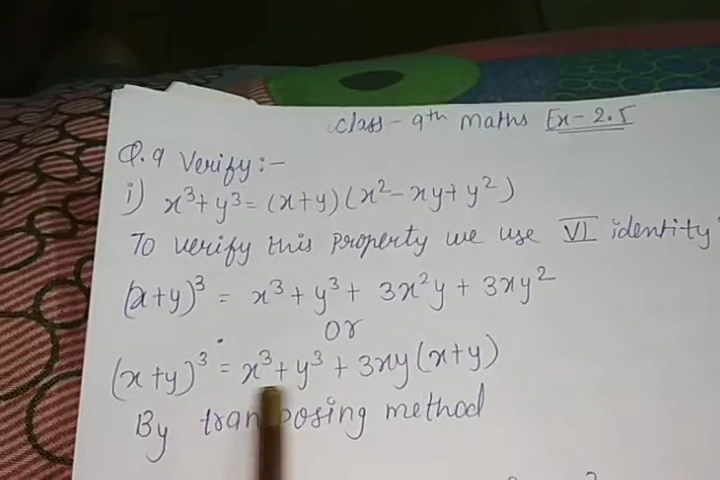 Class - 9th Maths Ex - 2.5
Q.9 Verify :-
i) x³ + y³ = (x+y)(x² - xy + y²)
To verify this property we use VI identity
(x+y)³ = x³ + y³ + 3x²y + 3xy²
or
(x+y)³ = x³ + y³ + 3xy(x+y)
By transposing method